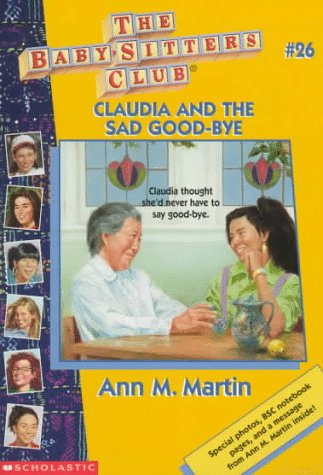 THE
BABY-SITTERS
CLUB®
#26
CLAUDIA AND THE
SAD GOOD-BYE
Claudia thought
she'd never have to
say good-bye.
Ann M. Martin
Special photos, BSC notebook
pages, and a message
from Ann M. Martin inside!
SCHOLASTIC